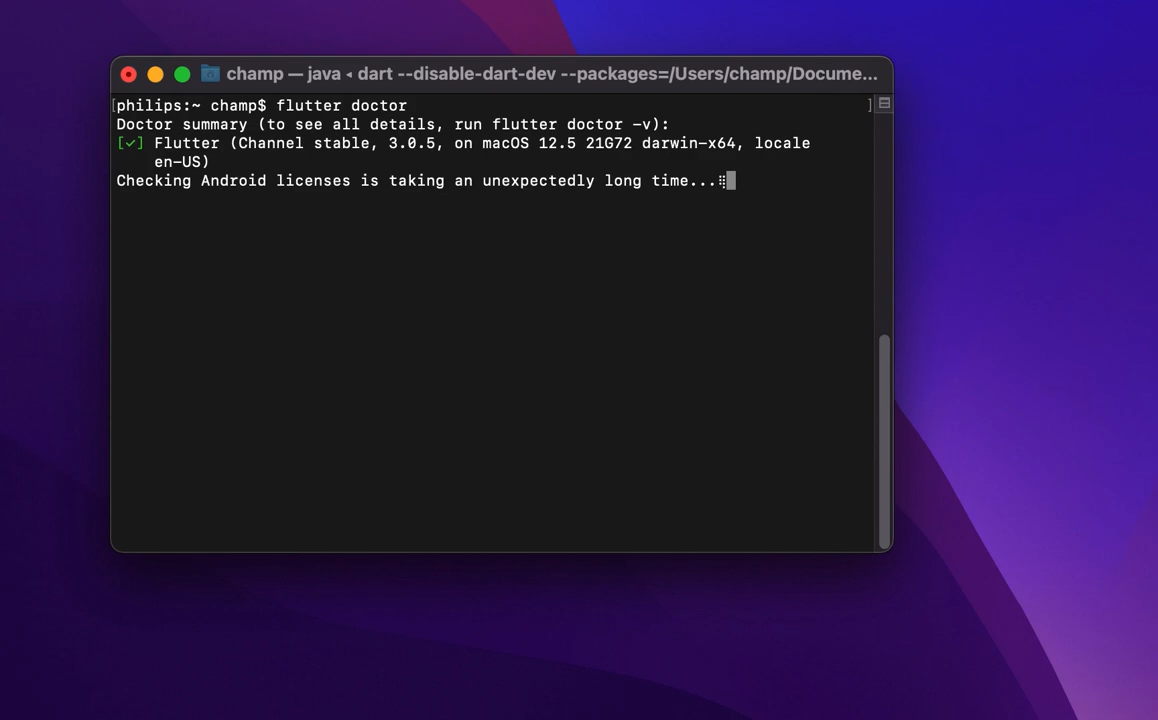 champ — java ◂ dart --disable-dart-dev --packages=/Users/champ/Docume...
[philips:~ champ$ flutter doctor ]
Doctor summary (to see all details, run flutter doctor -v):
[✓] Flutter (Channel stable, 3.0.5, on macOS 12.5 21G72 darwin-x64, locale
en-US)
Checking Android licenses is taking an unexpectedly long time...⣻